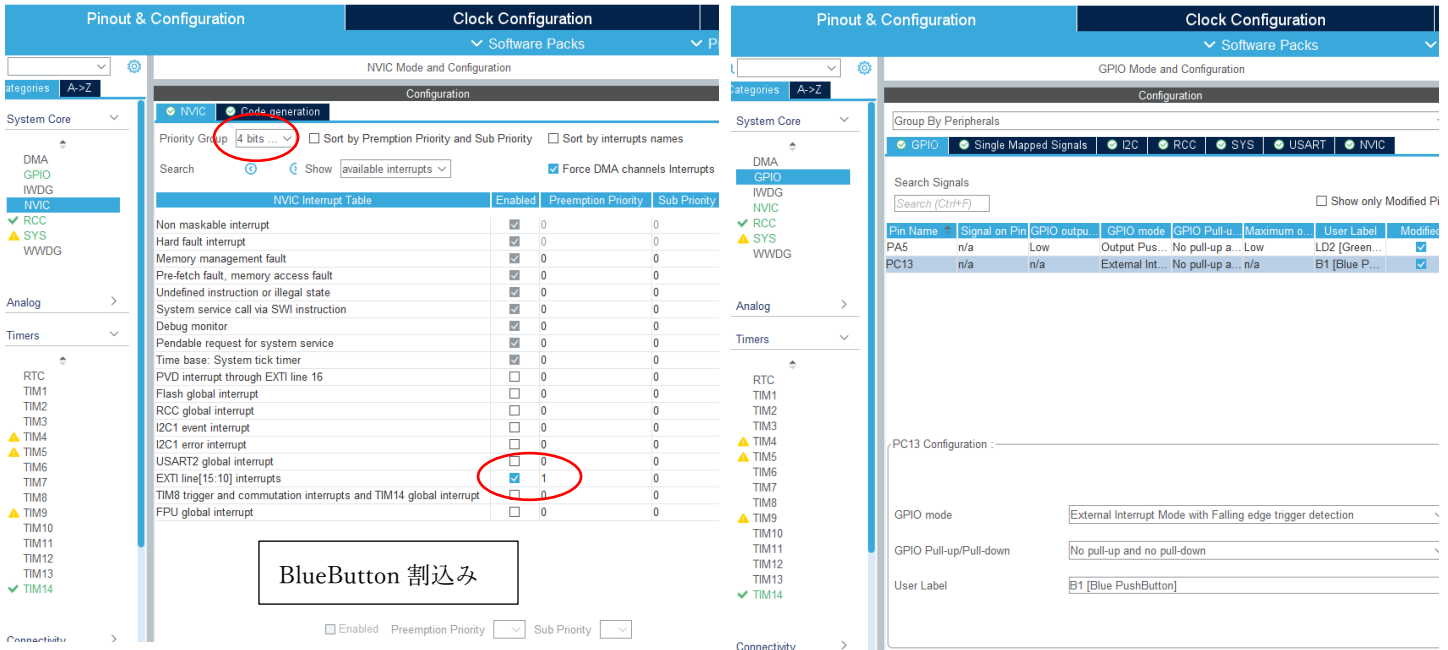 Pinout & Configuration
Clock Configuration
Software Packs
NVIC Mode and Configuration
Configuration
ategories
A->Z
NVIC
Code generation
System Core
Priority Group
4 bits ...
Sort by Premption Priority and Sub Priority
Sort by interrupts names
Search
Show
available interrupts
Force DMA channels Interrupts
DMA
GPIO
IWDG
NVIC
RCC
SYS
WWDG
Analog
Timers
RTC
TIM1
TIM2
TIM3
TIM4
TIM5
TIM6
TIM7
TIM8
TIM9
TIM10
TIM11
TIM12
TIM13
TIM14
Connectivity
NVIC Interrupt Table Enabled Preemption Priority Sub Priority
Non maskable interrupt 0 0
Hard fault interrupt 0 0
Memory management fault 0 0
Pre-fetch fault, memory access fault 0 0
Undefined instruction or illegal state 0 0
System service call via SWI instruction 0 0
Debug monitor 0 0
Pendable request for system service 0 0
Time base: System tick timer 0 0
PVD interrupt through EXTI line 16 0 0
Flash global interrupt 0 0
RCC global interrupt 0 0
I2C1 event interrupt 0 0
I2C1 error interrupt 0 0
USART2 global interrupt 0 0
EXTI line[15:10] interrupts 1 0
TIM8 trigger and commutation interrupts and TIM14 global interrupt 0 0
FPU global interrupt 0 0
BlueButton 割込み
Enabled Preemption Priority Sub Priority
Pinout & Configuration
Clock Configuration
Software Packs
GPIO Mode and Configuration
Configuration
Categories
A->Z
Group By Peripherals
System Core
GPIO
Single Mapped Signals
I2C
RCC
SYS
USART
NVIC
DMA
GPIO
IWDG
NVIC
RCC
SYS
WWDG
Analog
Timers
RTC
TIM1
TIM2
TIM3
TIM4
TIM5
TIM6
TIM7
TIM8
TIM9
TIM10
TIM11
TIM12
TIM13
TIM14
Connectivity
Search Signals
Search (Ctrl+F)
Show only Modified Pi
Pin Name Signal on Pin GPIO outpu... GPIO mode GPIO Pull-u... Maximum o... User Label Modified
PA5 n/a Low Output Pus... No pull-up a... Low LD2 [Green...
PC13 n/a n/a External Int... No pull-up a... n/a B1 [Blue P...
PC13 Configuration :
GPIO mode External Interrupt Mode with Falling edge trigger detection
GPIO Pull-up/Pull-down No pull-up and no pull-down
User Label B1 [Blue PushButton]